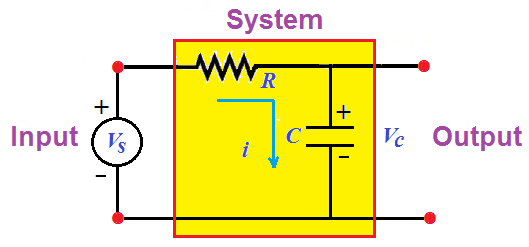 System
R
+ +
Input Vs i C Vc Output
- -